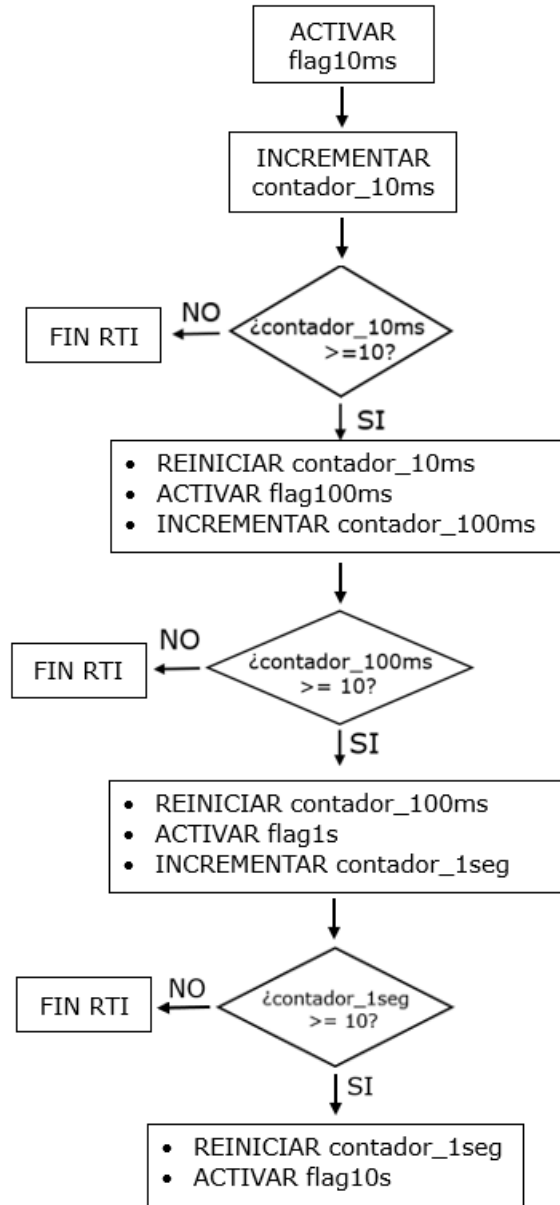 ACTIVAR
flag10ms
INCREMENTAR
contador_10ms
¿contador_10ms
>=10?
NO
FIN RTI
SI
• REINICIAR contador_10ms
• ACTIVAR flag100ms
• INCREMENTAR contador_100ms
¿contador_100ms
>= 10?
NO
FIN RTI
SI
• REINICIAR contador_100ms
• ACTIVAR flag1s
• INCREMENTAR contador_1seg
¿contador_1seg
>= 10?
NO
FIN RTI
SI
• REINICIAR contador_1seg
• ACTIVAR flag10s